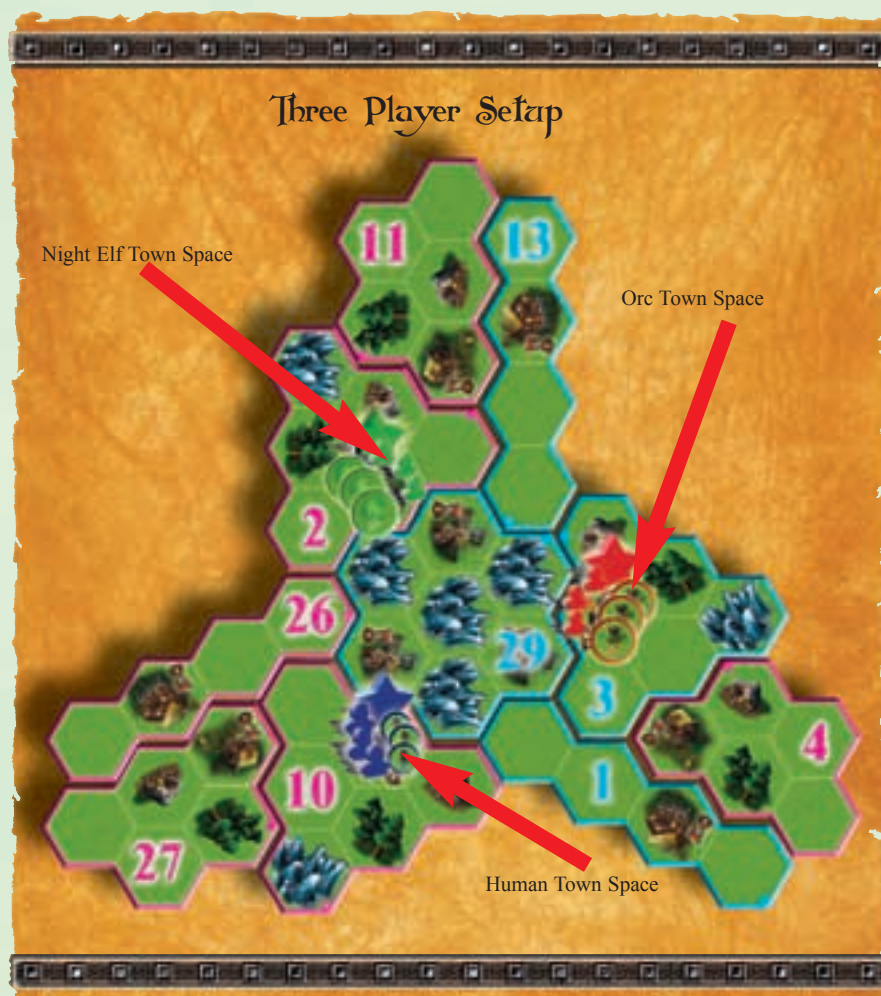 Three Player Setup
Night Elf Town Space
Orc Town Space
11
13
2
26
29
3
4
10
1
27
Human Town Space